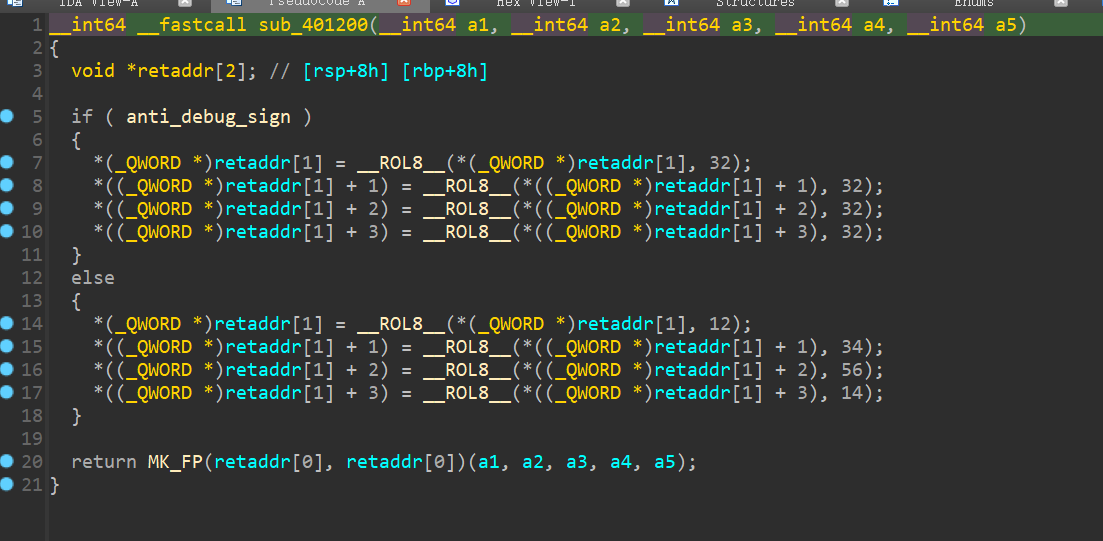 IDA View-A Pseudocode A Hex View-1 Structures Enums
1 __int64 __fastcall sub_401200(__int64 a1, __int64 a2, __int64 a3, __int64 a4, __int64 a5)
2 {
3 void *retaddr[2]; // [rsp+8h] [rbp+8h]
4
5 if ( anti_debug_sign )
6 {
7 *(_QWORD *)retaddr[1] = __ROL8__(*(_QWORD *)retaddr[1], 32);
8 *((_QWORD *)retaddr[1] + 1) = __ROL8__(*((_QWORD *)retaddr[1] + 1), 32);
9 *((_QWORD *)retaddr[1] + 2) = __ROL8__(*((_QWORD *)retaddr[1] + 2), 32);
10 *((_QWORD *)retaddr[1] + 3) = __ROL8__(*((_QWORD *)retaddr[1] + 3), 32);
11 }
12 else
13 {
14 *(_QWORD *)retaddr[1] = __ROL8__(*(_QWORD *)retaddr[1], 12);
15 *((_QWORD *)retaddr[1] + 1) = __ROL8__(*((_QWORD *)retaddr[1] + 1), 34);
16 *((_QWORD *)retaddr[1] + 2) = __ROL8__(*((_QWORD *)retaddr[1] + 2), 56);
17 *((_QWORD *)retaddr[1] + 3) = __ROL8__(*((_QWORD *)retaddr[1] + 3), 14);
18 }
19
20 return MK_FP(retaddr[0], retaddr[0])(a1, a2, a3, a4, a5);
21 }